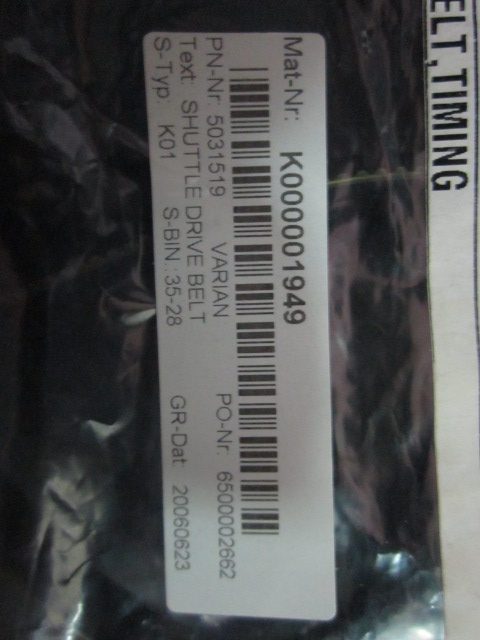 Mat-Nr: K000001949
PN-Nr: 5031519 VARIAN PO-Nr: 6500002662
Text: SHUTTLE DRIVE BELT
S-Typ: K01 S-BIN: 35-28 GR-Dat 20060623
BELT,TIMING